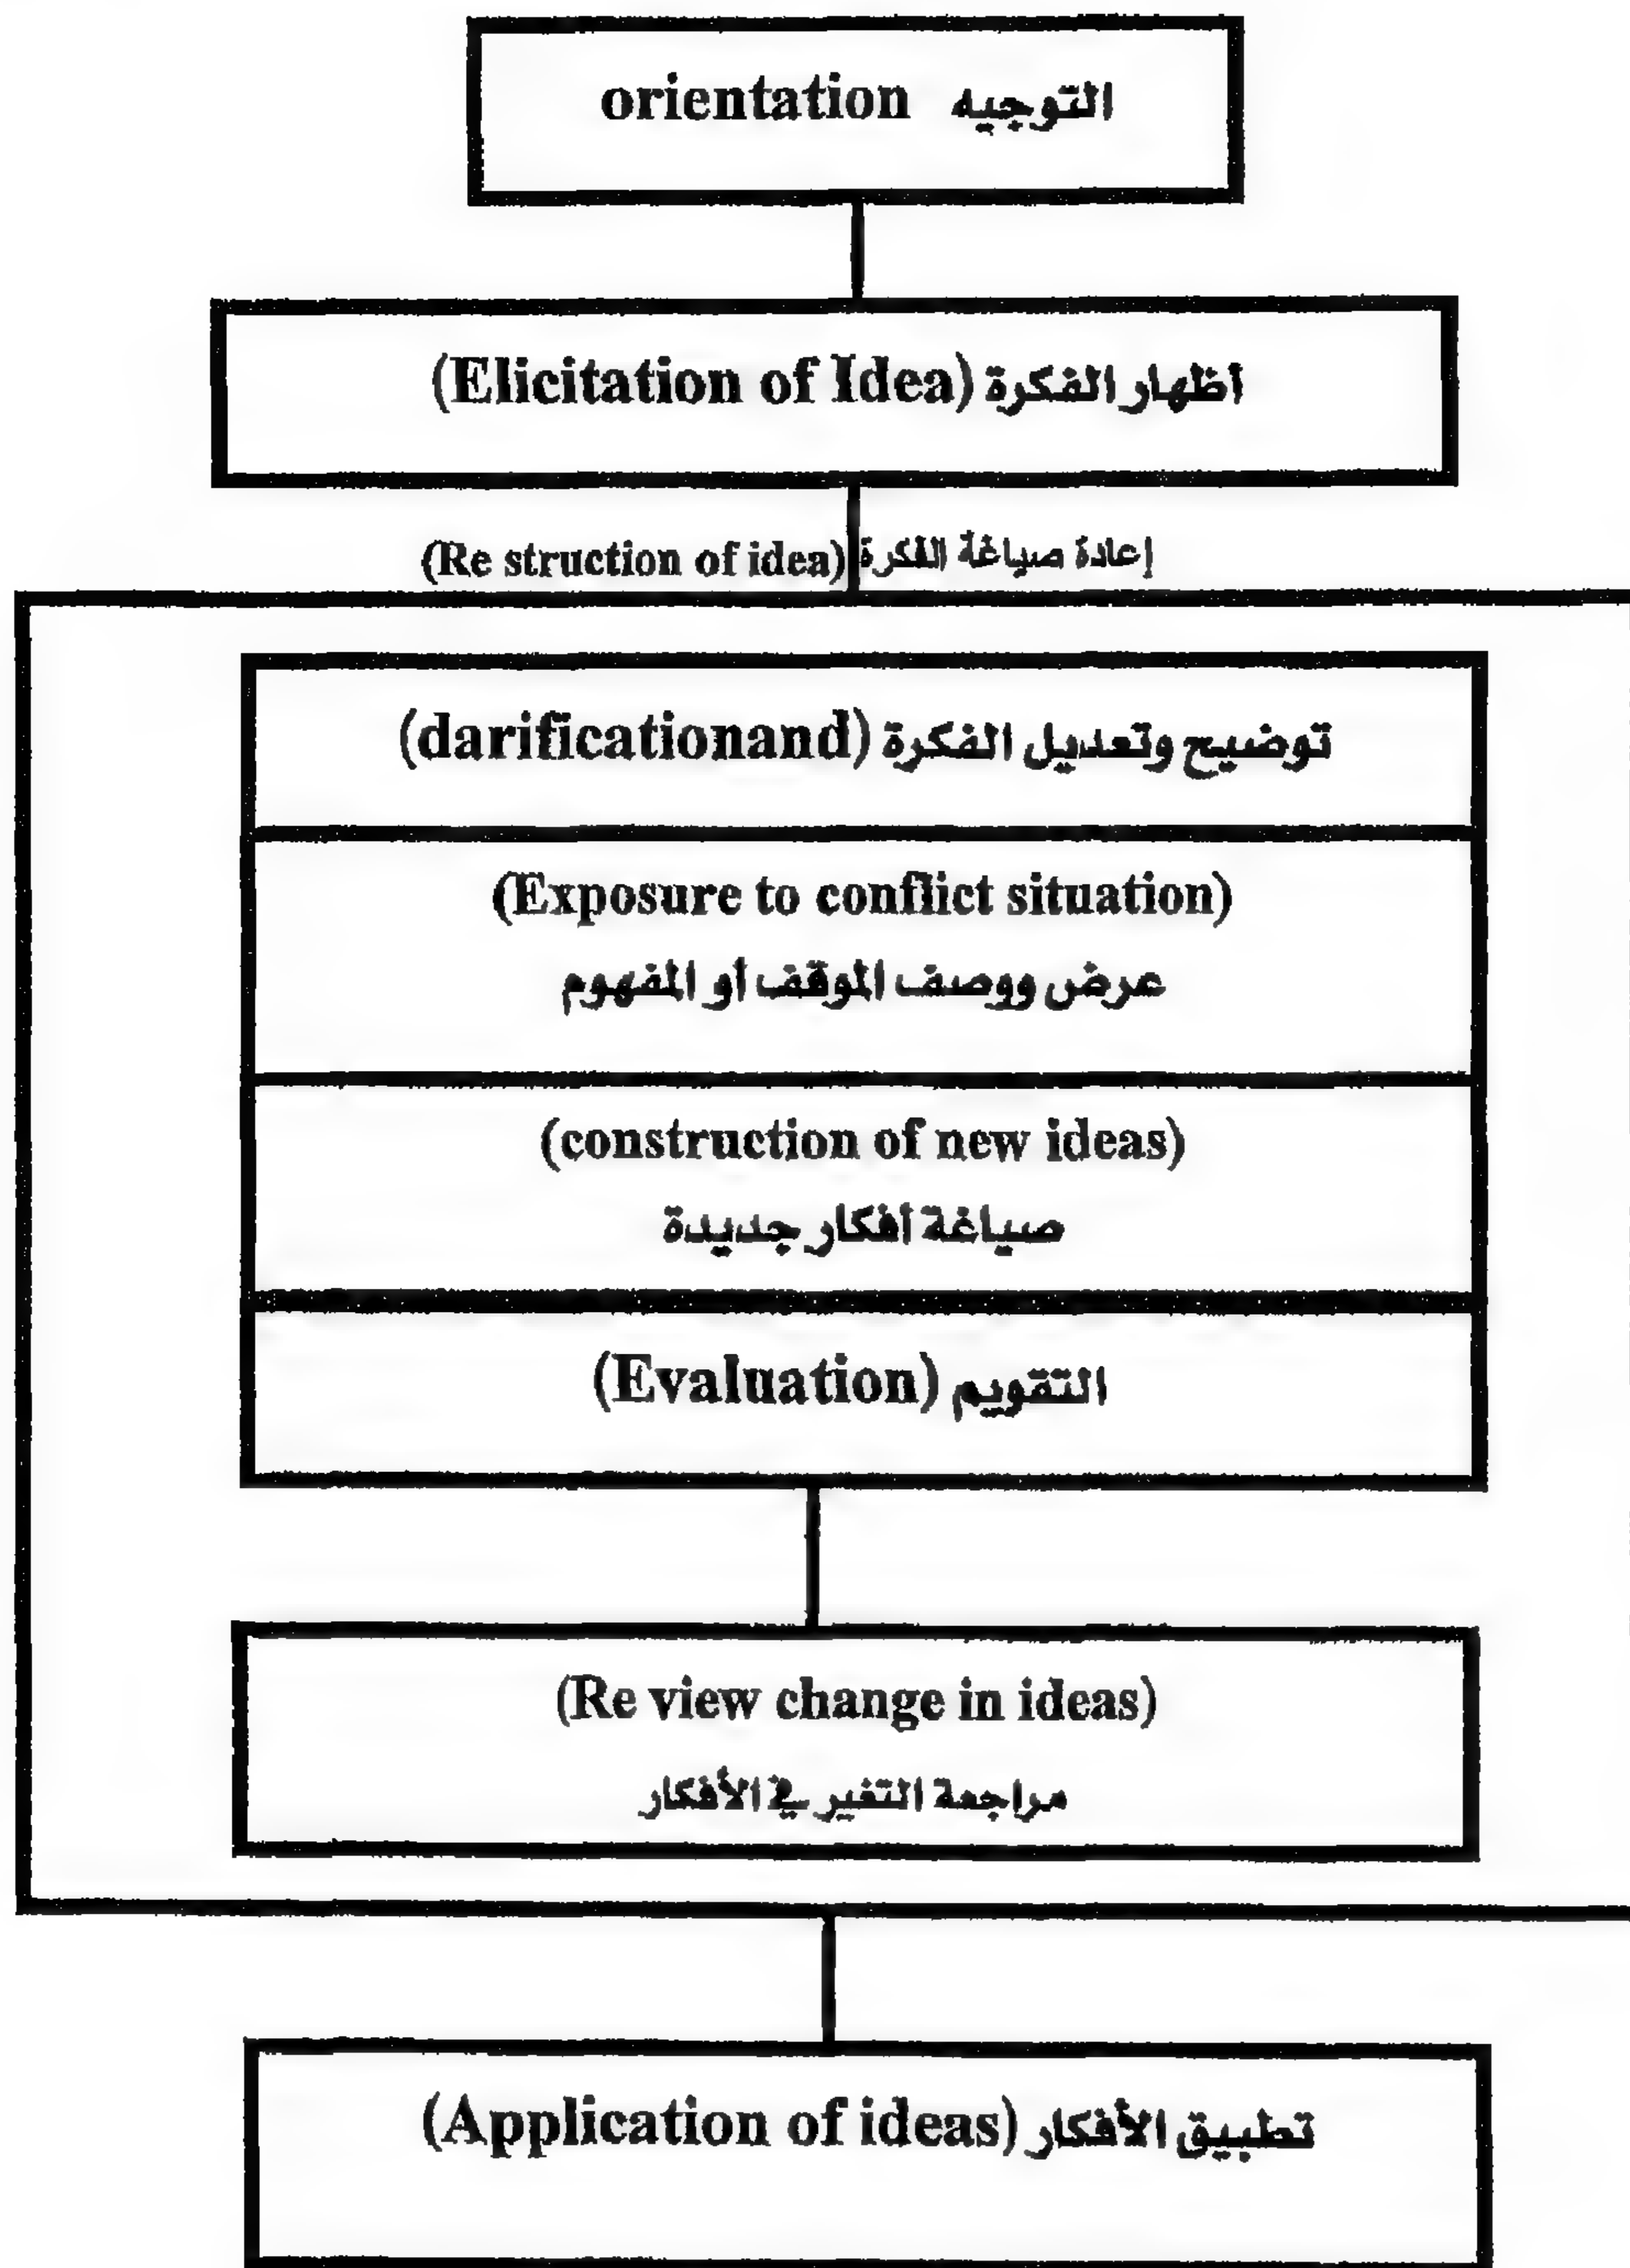 التوجيه orientation
أظهار الفكرة (Elicitation of Idea)
إعادة صياغة الفكرة (Re struction of idea)
توضيح وتعديل الفكرة (darificationand)
(Exposure to conflict situation)
عرض ووصف الموقف أو المفهوم
(construction of new ideas)
صياغة أفكار جديدة
التقويم (Evaluation)
(Re view change in ideas)
مراجعة التغير في الأفكار
تطبيق الأفكار (Application of ideas)